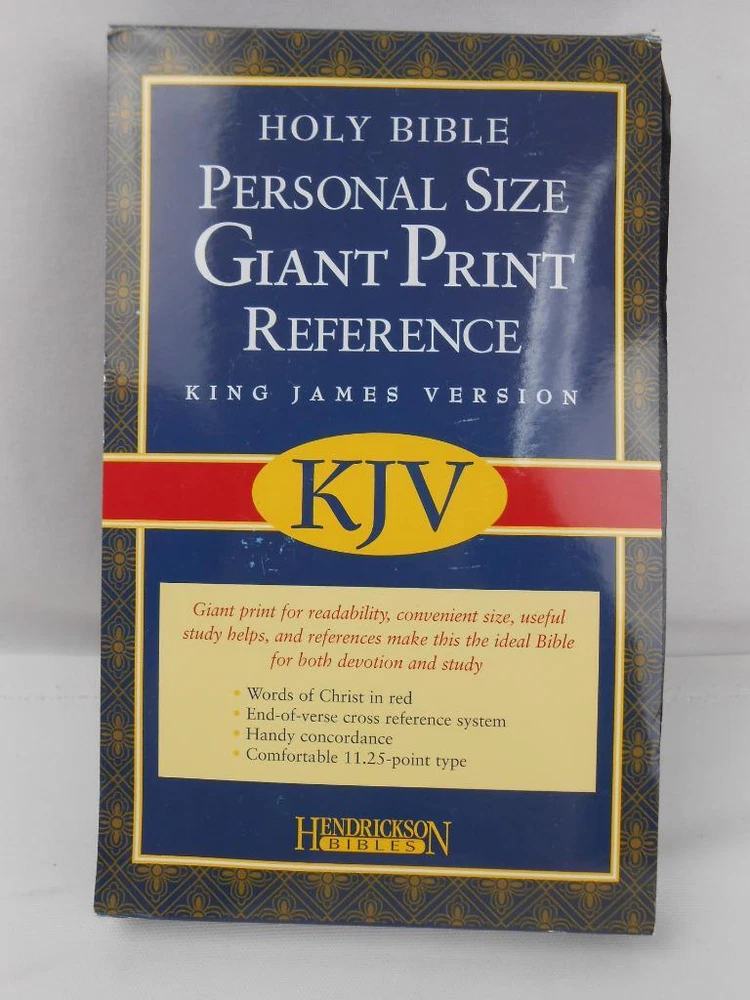 HOLY BIBLE
PERSONAL SIZE
GIANT PRINT
REFERENCE
KING JAMES VERSION
KJV
Giant print for readability, convenient size, useful
study helps, and references make this the ideal Bible
for both devotion and study
• Words of Christ in red
• End-of-verse cross reference system
• Handy concordance
• Comfortable 11.25-point type
HENDRICKSON
BIBLES